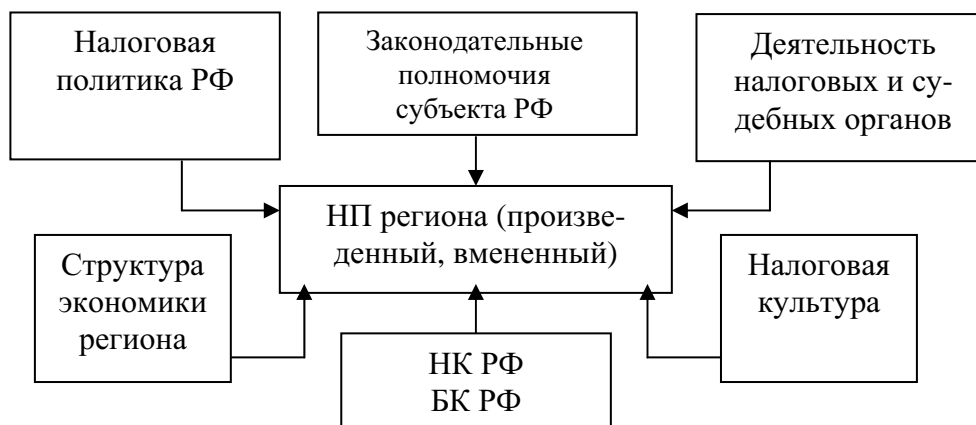 Налоговая
политика РФ
Законодательные
полномочия
субъекта РФ
Деятельность
налоговых и су-
дебных органов
НП региона (произве-
денный, вмененный)
Структура
экономики
региона
Налоговая
культура
НК РФ
БК РФ